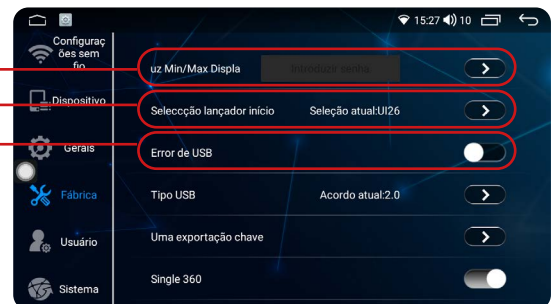 15:27 10
Configuraç
ões sem
fio
uz Min/Max Displa
Introduzir senha
Dispositivo
Seleccção lançador início Seleção atual:UI26
Gerais
Error de USB
Fábrica
Tipo USB Acordo atual:2.0
Usuário
Uma exportação chave
Sistema
Single 360